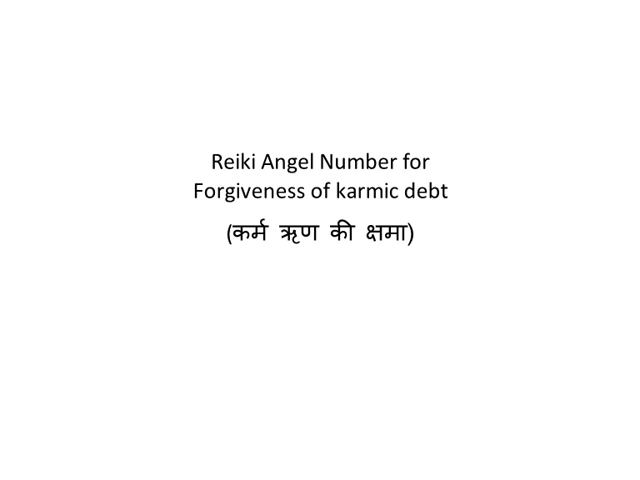 Reiki Angel Number for
Forgiveness of karmic debt
(कर्म ऋण की क्षमा)